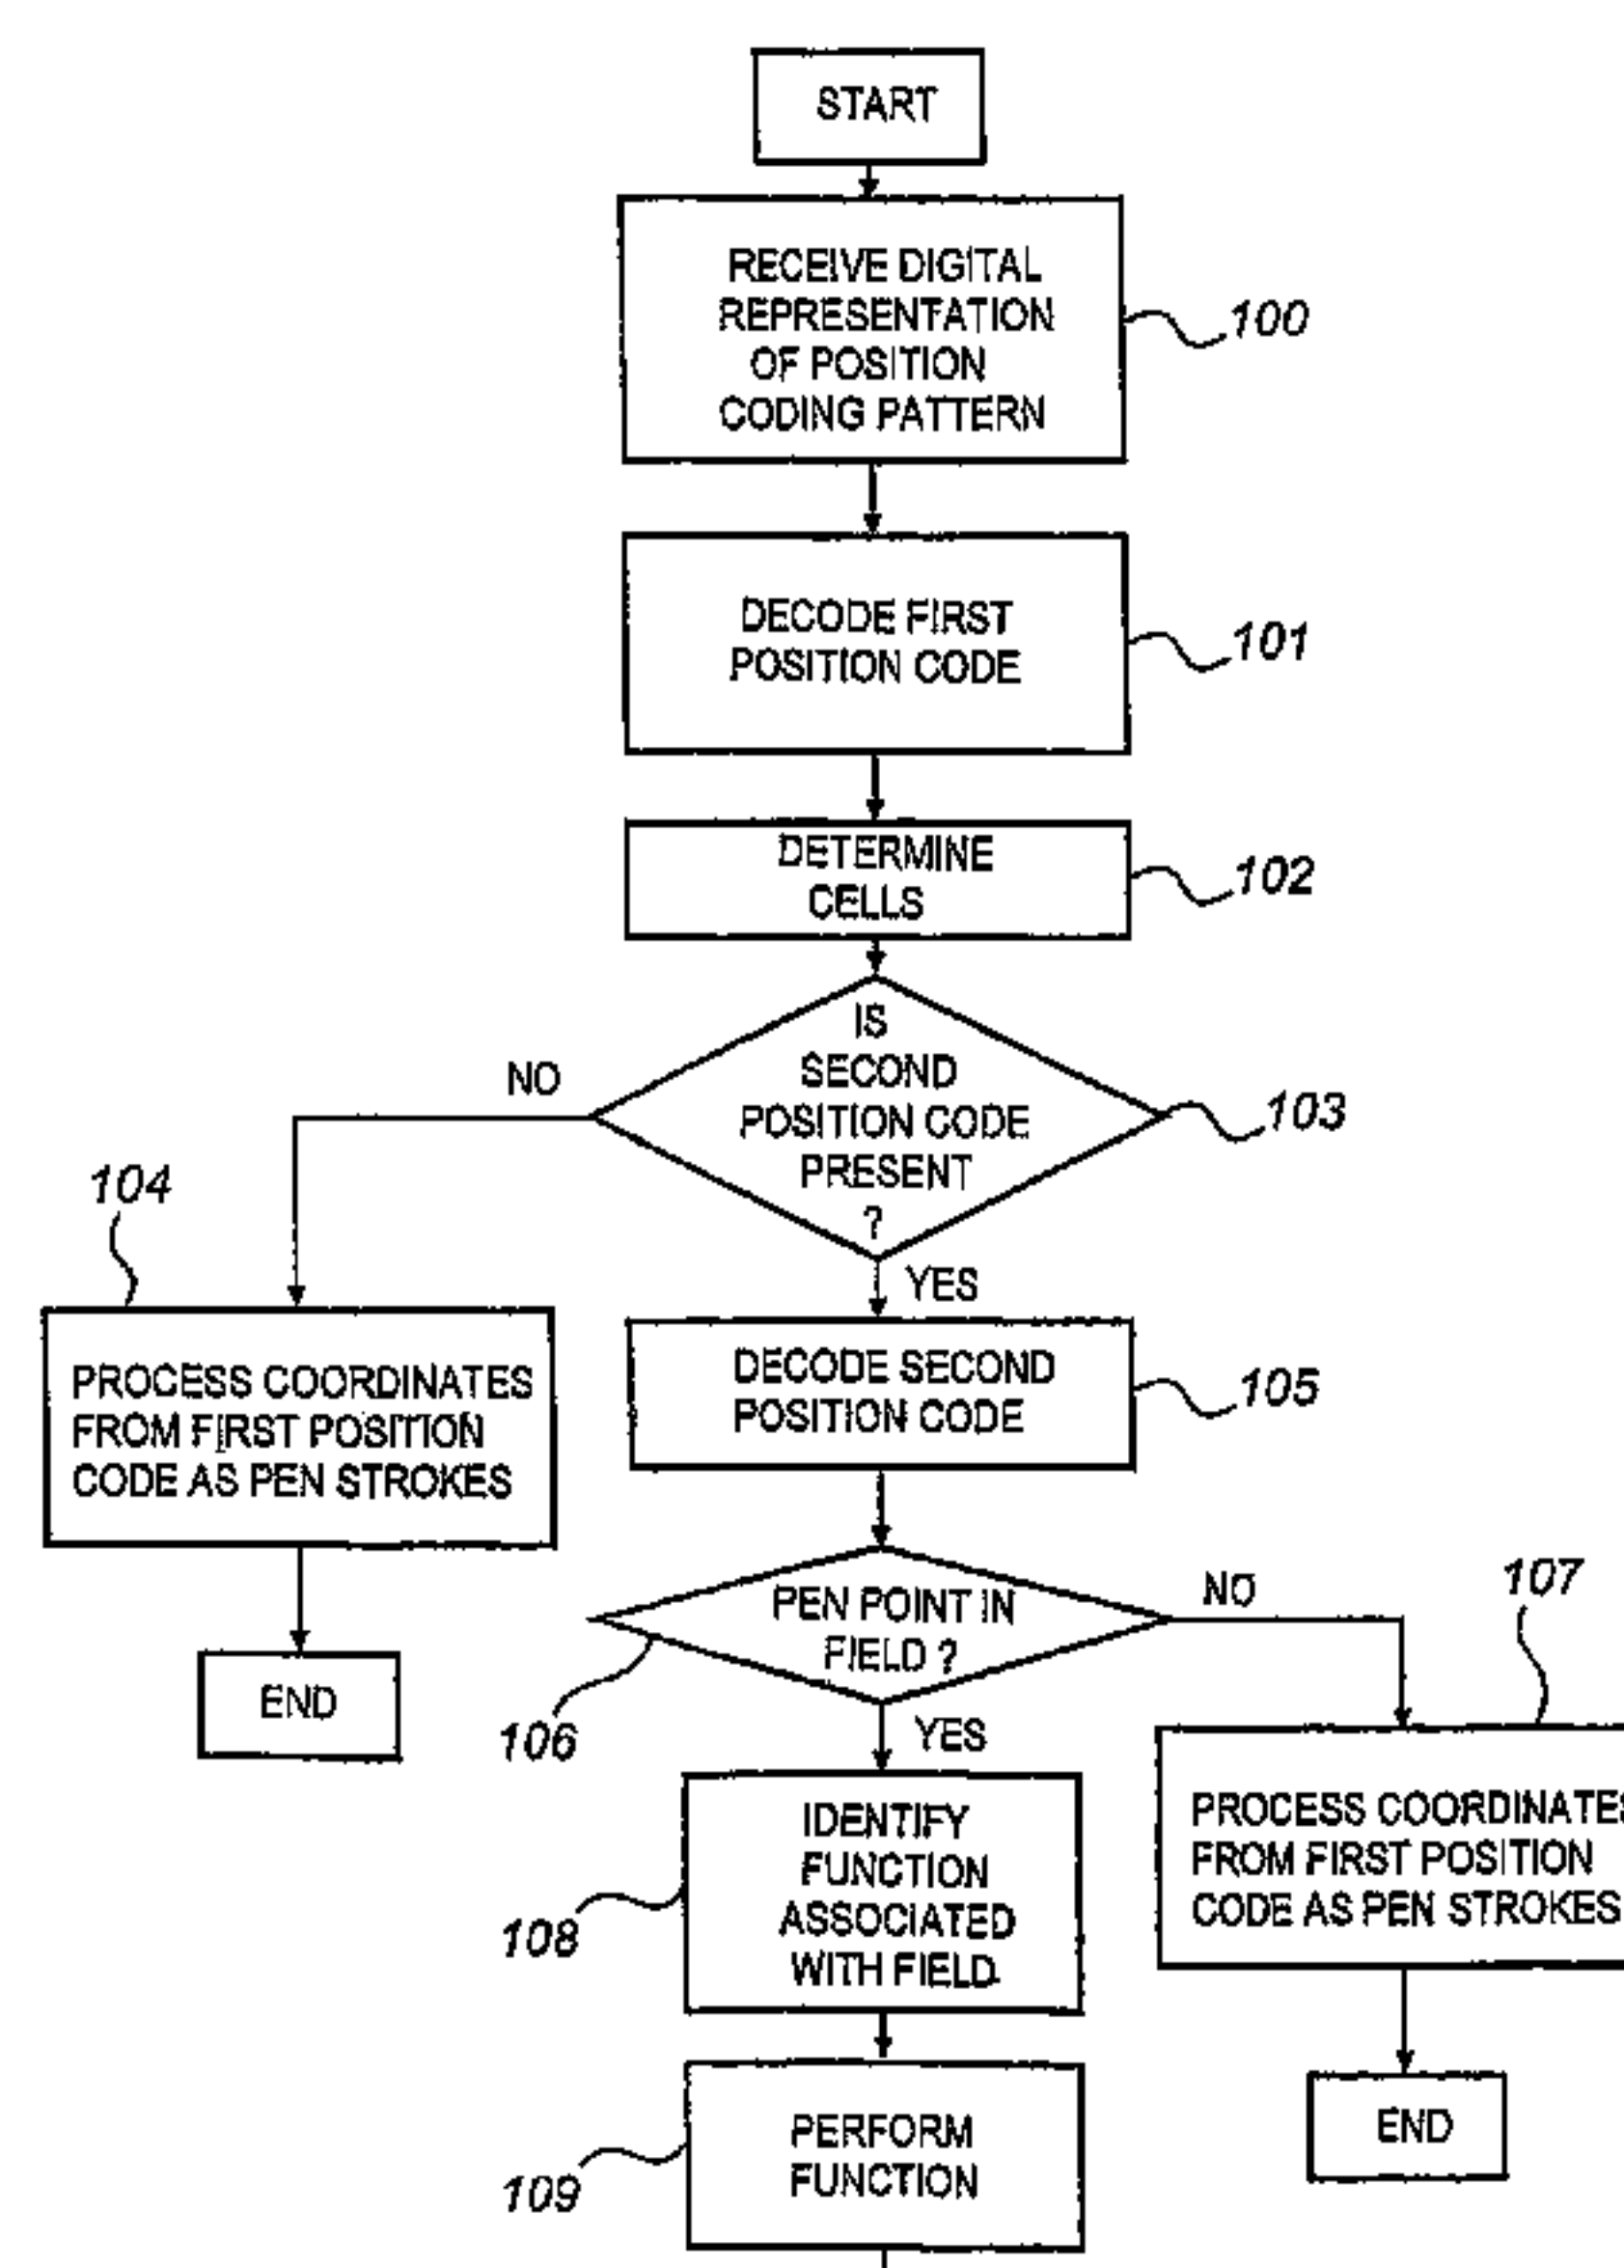 START
RECEIVE DIGITAL
REPRESENTATION
OF POSITION
CODING PATTERN
100
DECODE FIRST
POSITION CODE
101
DETERMINE
CELLS
102
IS
SECOND
POSITION CODE
PRESENT
?
103
NO
YES
104
PROCESS COORDINATES
FROM FIRST POSITION
CODE AS PEN STROKES
END
DECODE SECOND
POSITION CODE
105
PEN POINT IN
FIELD ?
106
NO
YES
107
PROCESS COORDINATES
FROM FIRST POSITION
CODE AS PEN STROKES
END
IDENTIFY
FUNCTION
ASSOCIATED
WITH FIELD
108
PERFORM
FUNCTION
109